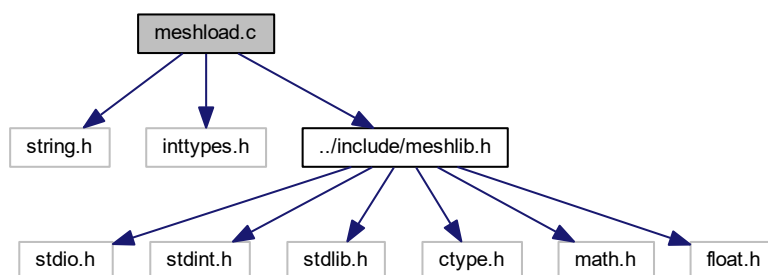 meshload.c
string.h
inttypes.h
../include/meshlib.h
stdio.h
stdint.h
stdlib.h
ctype.h
math.h
float.h